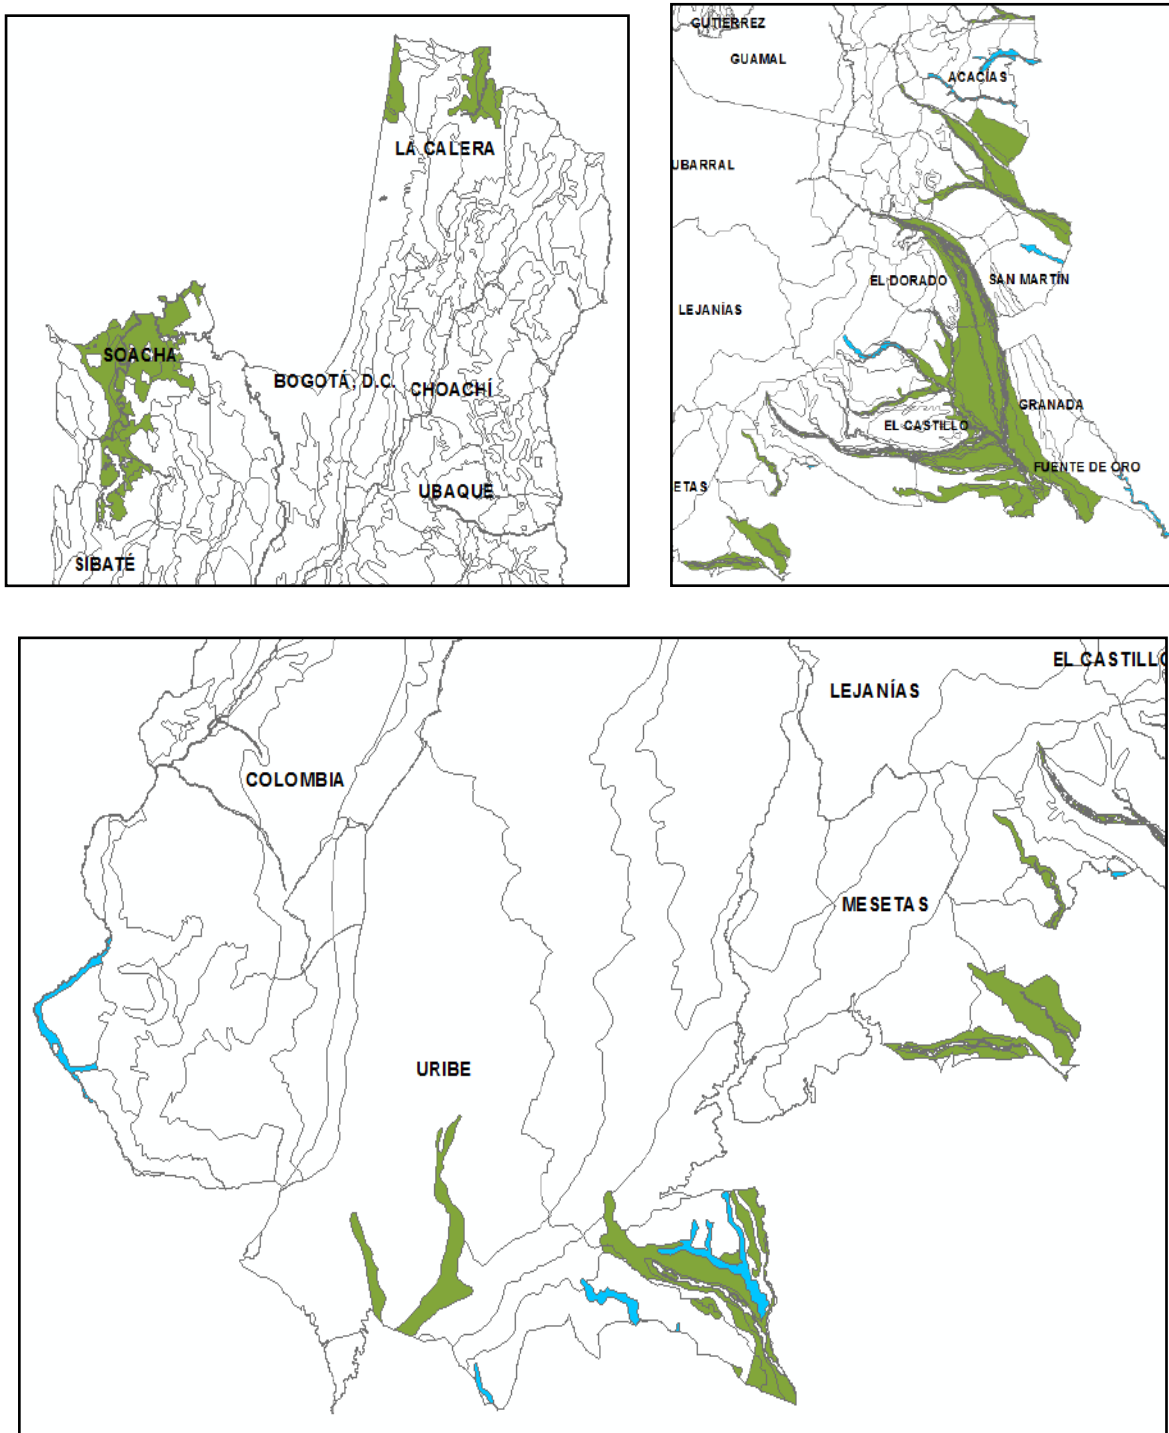 LA CALERA
SOACHA
BOGOTÁ, D.C.
CHOACHÍ
UBAQUE
SIBATÉ
GUTIERREZ
GUAMAL
ACACÍAS
UBARRAL
EL DORADO
SAN MARTÍN
LEJANÍAS
GRANADA
EL CASTILLO
FUENTE DE ORO
ETAS
EL CASTILLO
LEJANÍAS
COLOMBIA
MESETAS
URIBE